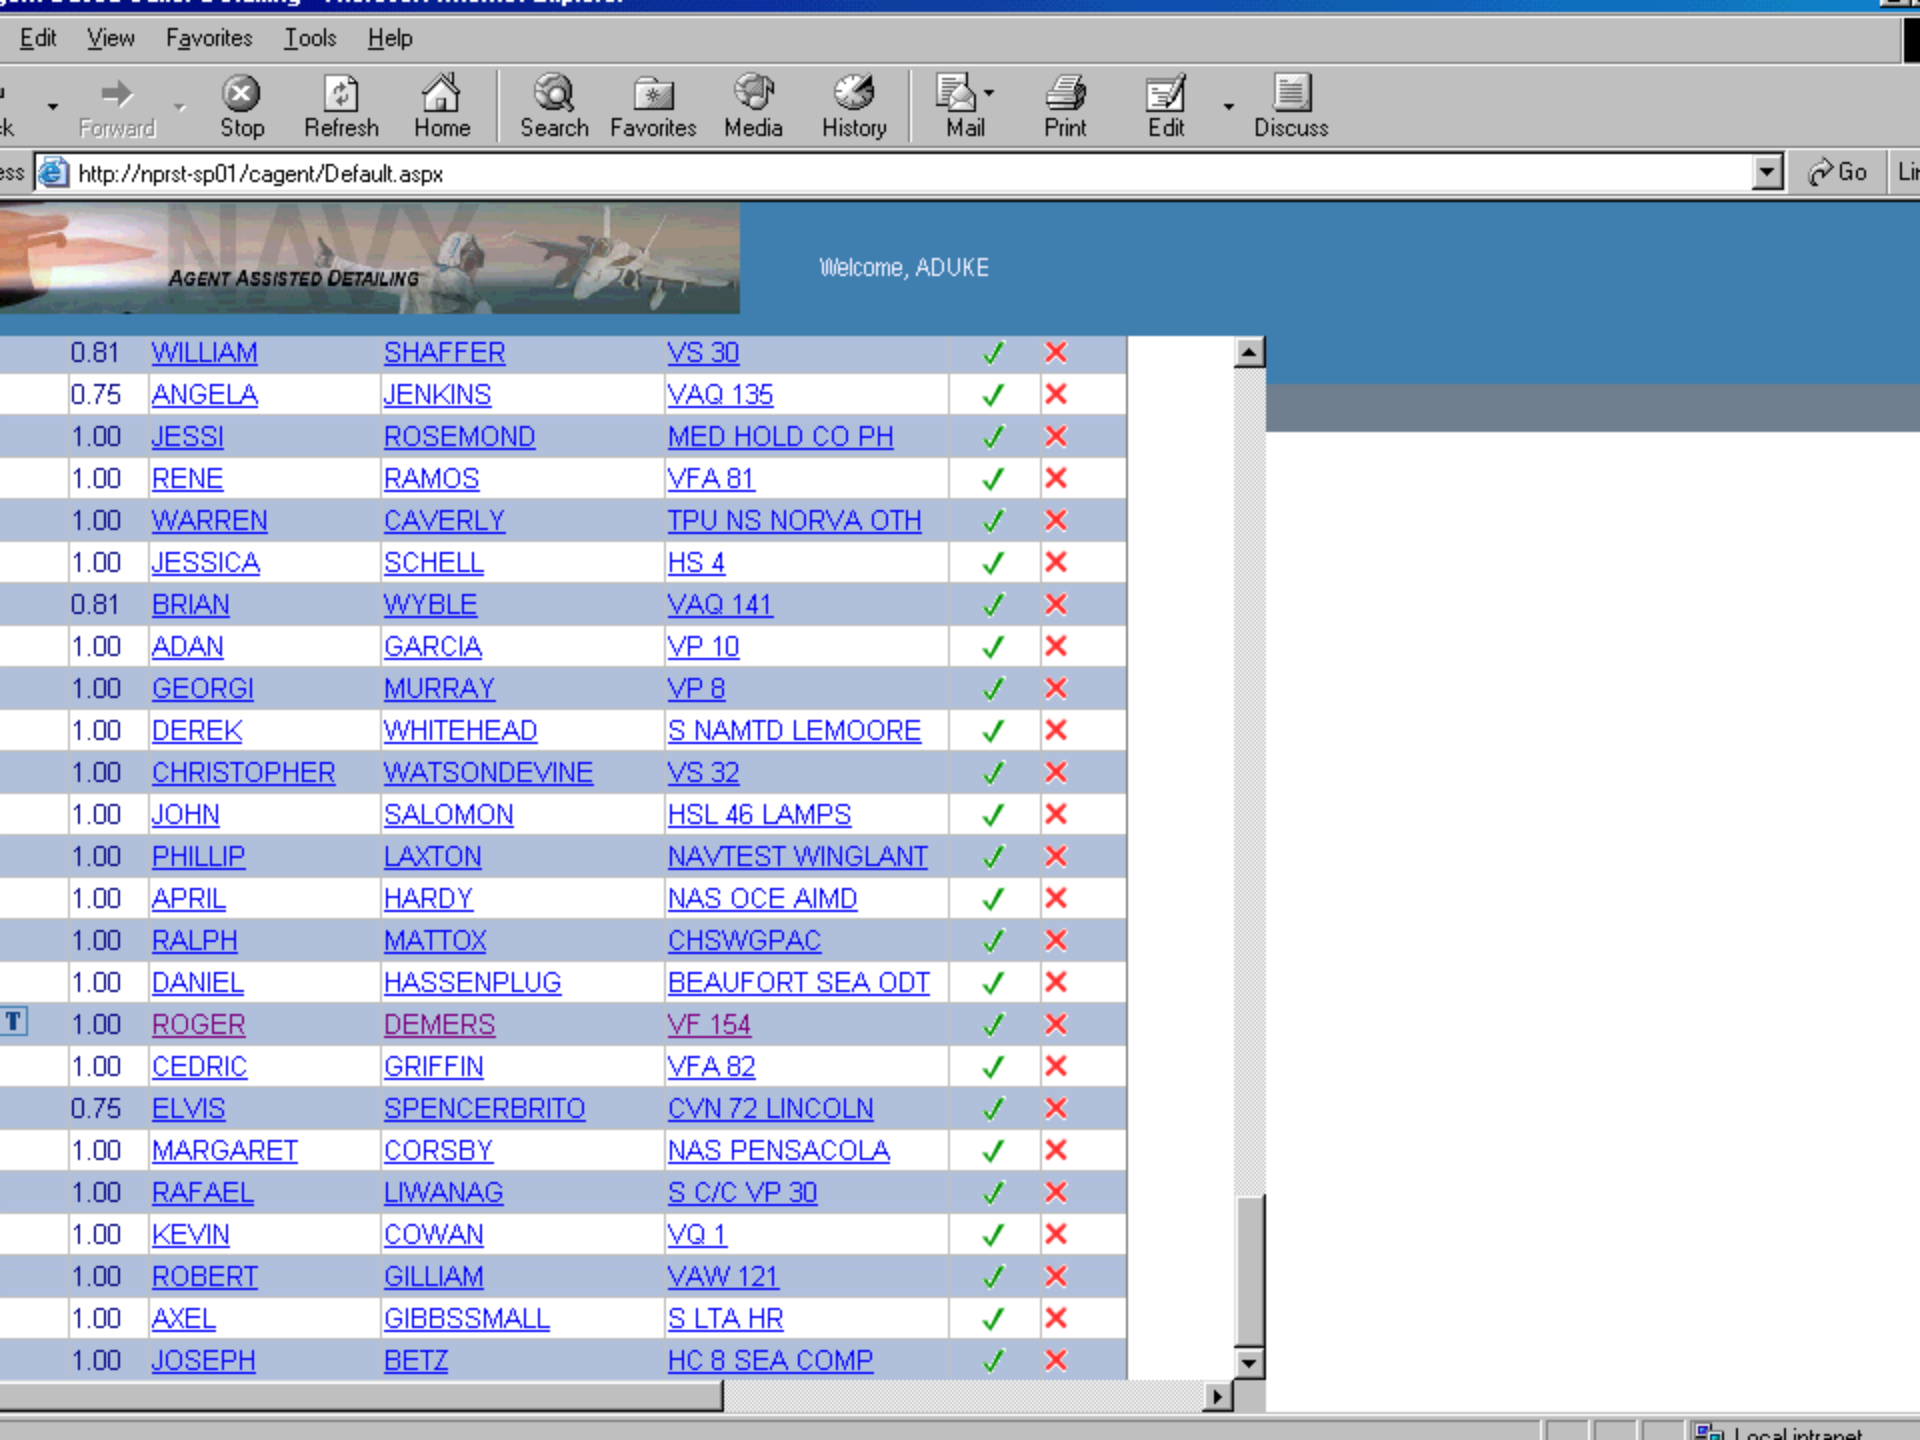 Edit View Favorites Tools Help
Forward Stop Refresh Home Search Favorites Media History Mail Print Edit Discuss
http://nprst-sp01/cagent/Default.aspx Go
NAVY
AGENT ASSISTED DETAILING
Welcome, ADUKE
0.81 WILLIAM SHAFFER VS 30
0.75 ANGELA JENKINS VAQ 135
1.00 JESSI ROSEMOND MED HOLD CO PH
1.00 RENE RAMOS VFA 81
1.00 WARREN CAVERLY TPU NS NORVA OTH
1.00 JESSICA SCHELL HS 4
0.81 BRIAN WYBLE VAQ 141
1.00 ADAN GARCIA VP 10
1.00 GEORGI MURRAY VP 8
1.00 DEREK WHITEHEAD S NAMTD LEMOORE
1.00 CHRISTOPHER WATSONDEVINE VS 32
1.00 JOHN SALOMON HSL 46 LAMPS
1.00 PHILLIP LAXTON NAVTEST WINGLANT
1.00 APRIL HARDY NAS OCE AIMD
1.00 RALPH MATTOX CHSWGPAC
1.00 DANIEL HASSENPLUG BEAUFORT SEA ODT
T 1.00 ROGER DEMERS VF 154
1.00 CEDRIC GRIFFIN VFA 82
0.75 ELVIS SPENCERBRITO CVN 72 LINCOLN
1.00 MARGARET CORSBY NAS PENSACOLA
1.00 RAFAEL LIWANAG S C/C VP 30
1.00 KEVIN COWAN VQ 1
1.00 ROBERT GILLIAM VAW 121
1.00 AXEL GIBBSSMALL S LTA HR
1.00 JOSEPH BETZ HC 8 SEA COMP
Local intranet